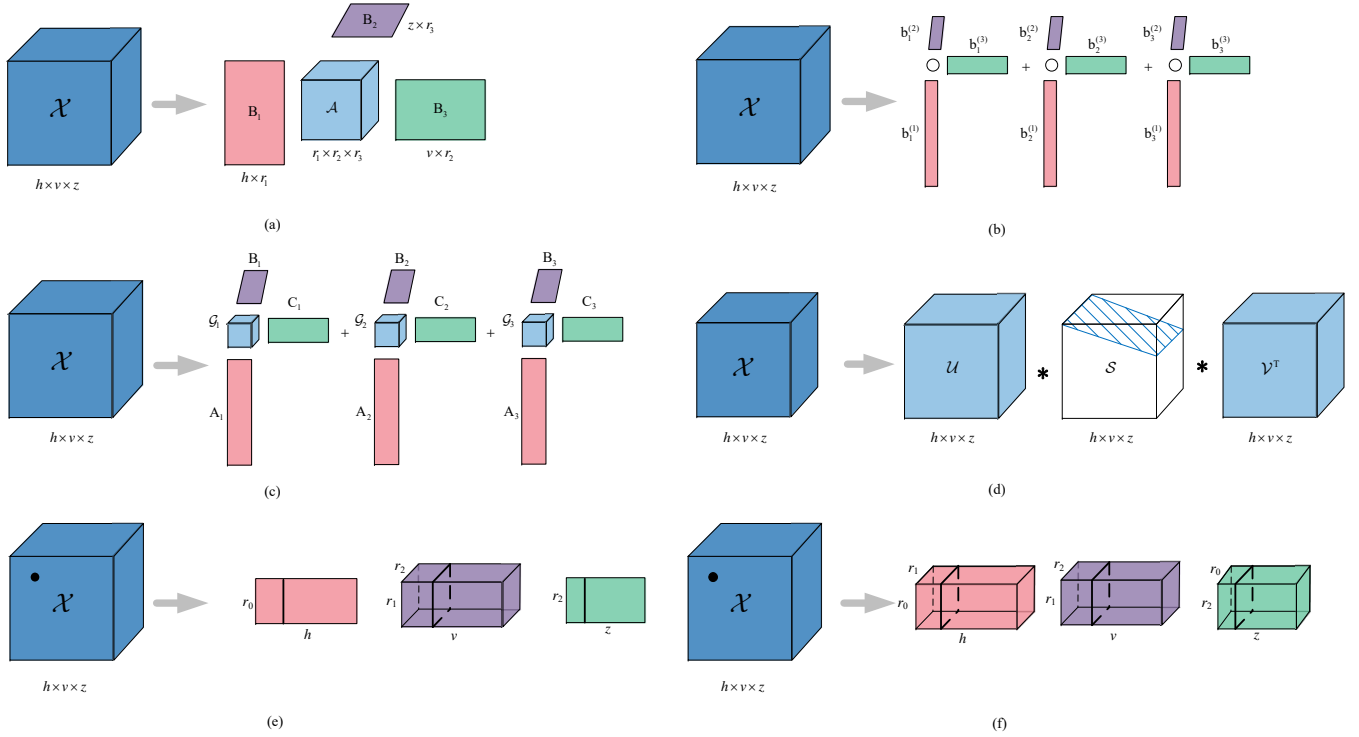 𝒳
h×v×z
B₂
z×r₃
B₁
h×r₁
𝒜
r₁×r₂×r₃
B₃
v×r₂
(a)
𝒳
h×v×z
b₁⁽²⁾
b₁⁽³⁾
b₁⁽¹⁾
+
b₂⁽²⁾
b₂⁽³⁾
b₂⁽¹⁾
+
b₃⁽²⁾
b₃⁽³⁾
b₃⁽¹⁾
(b)
𝒳
h×v×z
B₁
𝒢₁
C₁
A₁
+
B₂
𝒢₂
C₂
A₂
+
B₃
𝒢₃
C₃
A₃
(c)
𝒳
h×v×z
𝒰
h×v×z
*
𝒮
h×v×z
*
𝒱ᵀ
h×v×z
(d)
𝒳
h×v×z
r₀
h
r₂
r₁
v
r₂
z
(e)
𝒳
h×v×z
r₁
r₀
h
r₂
r₁
v
r₀
r₂
z
(f)